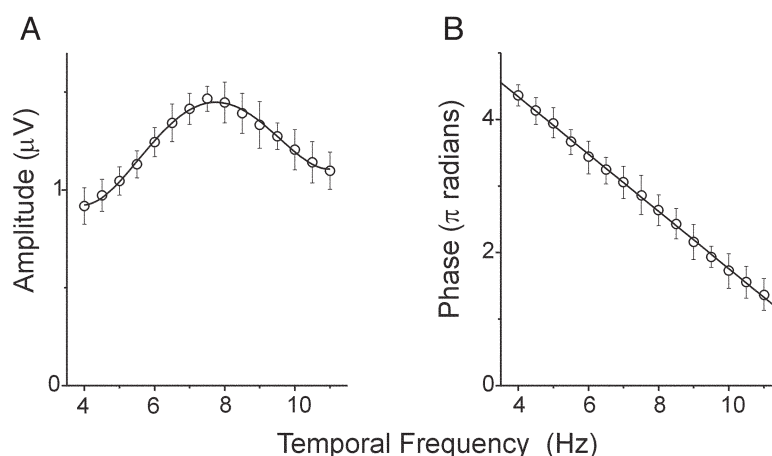 A
Amplitude (μV)
1
0
4 6 8 10
B
Phase (π radians)
4
2
0
4 6 8 10
Temporal Frequency (Hz)